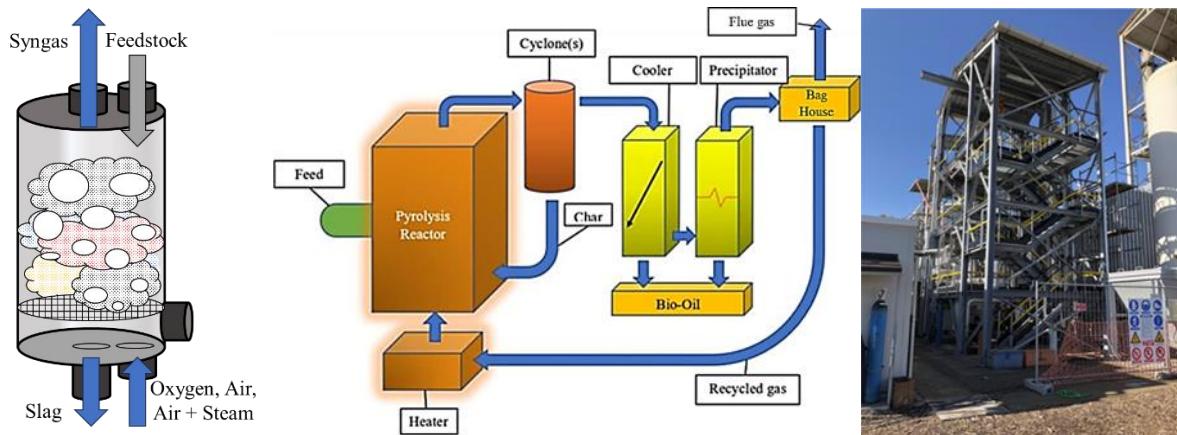 Syngas
Feedstock
Slag
Oxygen, Air,
Air + Steam
Feed
Pyrolysis
Reactor
Heater
Cyclone(s)
Char
Cooler
Precipitator
Bio-Oil
Flue gas
Bag
House
Recycled gas